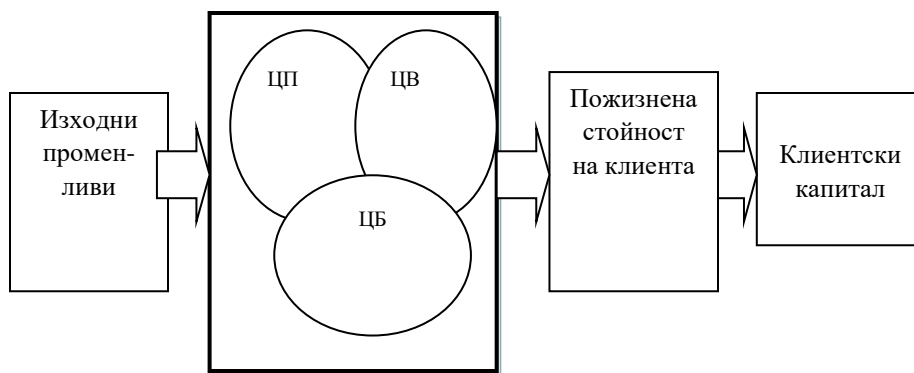 Изходни
промен-
ливи
ЦП
ЦВ
ЦБ
Пожизнена
стойност
на клиента
Клиентски
капитал